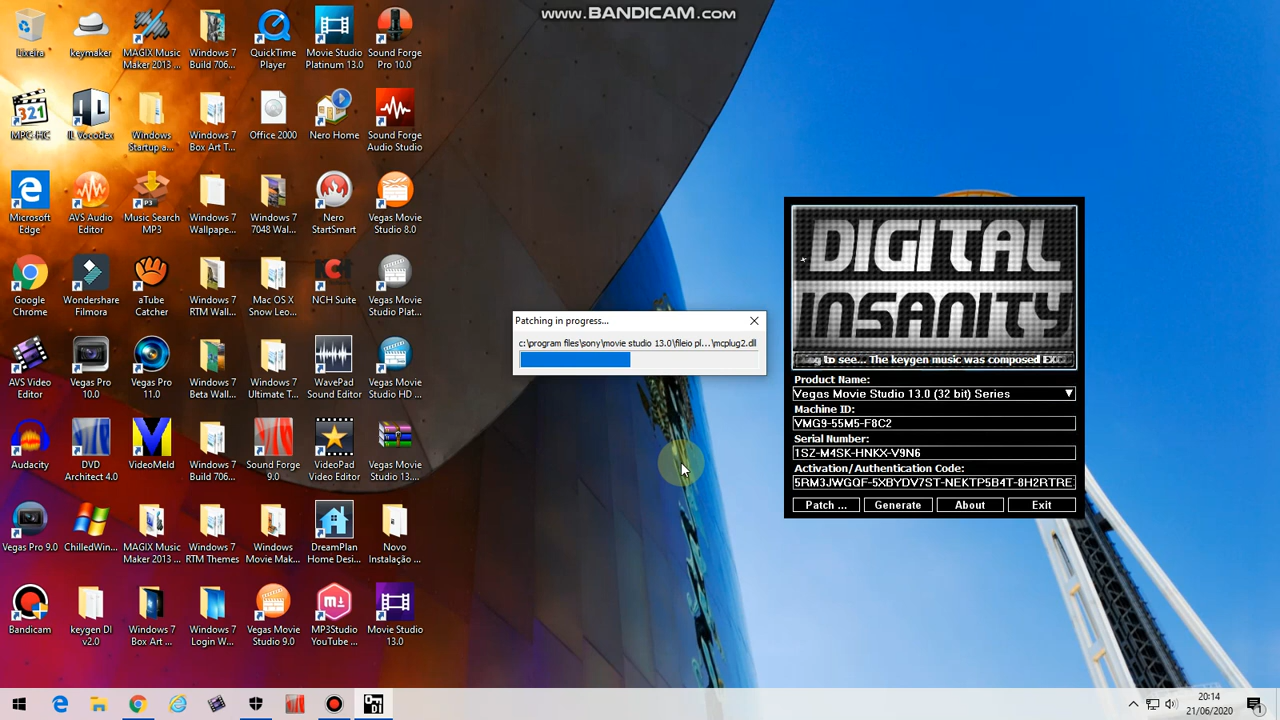 www.BANDICAM.com
Lixeira
keymaker
MAGIX Music
Maker 2013 ...
Windows 7
Build 706...
QuickTime
Player
Movie Studio
Platinum 13.0
Sound Forge
Pro 10.0
MPC-HC
IL Vocodex
Windows
Startup a...
Windows 7
Box Art T...
Office 2000
Nero Home
Sound Forge
Audio Studio
Microsoft
Edge
AVS Audio
Editor
Music Search
MP3
Windows 7
Wallpape...
Windows 7
7048 Wal...
Nero
StartSmart
Vegas Movie
Studio 8.0
Google
Chrome
Wondershare
Filmora
aTube
Catcher
Windows 7
RTM Wall...
Mac OS X
Snow Leo...
NCH Suite
Vegas Movie
Studio Plat...
AVS Video
Editor
Vegas Pro
10.0
Vegas Pro
11.0
Windows 7
Beta Wall...
Windows 7
Ultimate T...
WavePad
Sound Editor
Vegas Movie
Studio HD ...
Audacity
DVD
Architect 4.0
VideoMeld
Windows 7
Build 706...
Sound Forge
9.0
VideoPad
Video Editor
Vegas Movie
Studio 13....
Vegas Pro 9.0
ChilledWin...
MAGIX Music
Maker 2013 ...
Windows 7
RTM Themes
Windows
Movie Mak...
DreamPlan
Home Desi...
Novo
Instalação ...
Bandicam
keygen DI
v2.0
Windows 7
Box Art ...
Windows 7
Login W...
Vegas Movie
Studio 9.0
MP3Studio
YouTube ...
Movie Studio
13.0
Patching in progress...
c:\program files\sony\movie studio 13.0\fileio pl...\mcplug2.dll
DIGITAL
INSANITY
to see... The keygen music was composed
Product Name:
Vegas Movie Studio 13.0 (32 bit) Series
Machine ID:
VMG9-55M5-F8C2
Serial Number:
1SZ-M4SK-HNKX-V9N6
Activation/Authentication Code:
5RM3JWGQF-5XBYDV7ST-NEKTP5B4T-8H2RTRE
Patch ...
Generate
About
Exit
20:14
21/06/2020